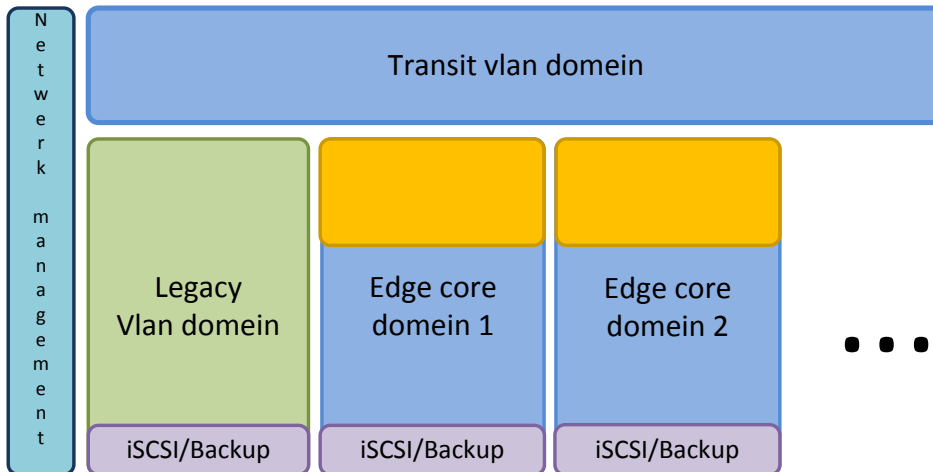 Netwerk management
Transit vlan domein
Legacy
Vlan domein
Edge core
domein 1
Edge core
domein 2
...
iSCSI/Backup
iSCSI/Backup
iSCSI/Backup